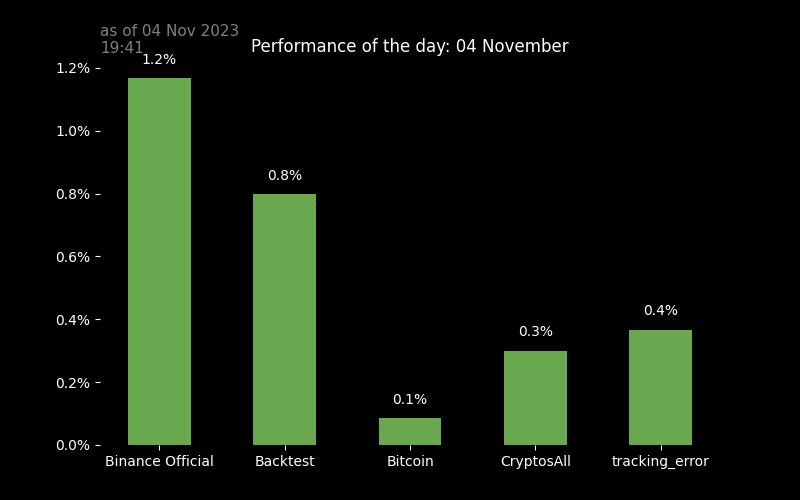 as of 04 Nov 2023
19:41
Performance of the day: 04 November
1.2%
1.0%
0.8%
0.6%
0.4%
0.2%
0.0%
1.2%
0.8%
0.1%
0.3%
0.4%
Binance Official
Backtest
Bitcoin
CryptosAll
tracking_error